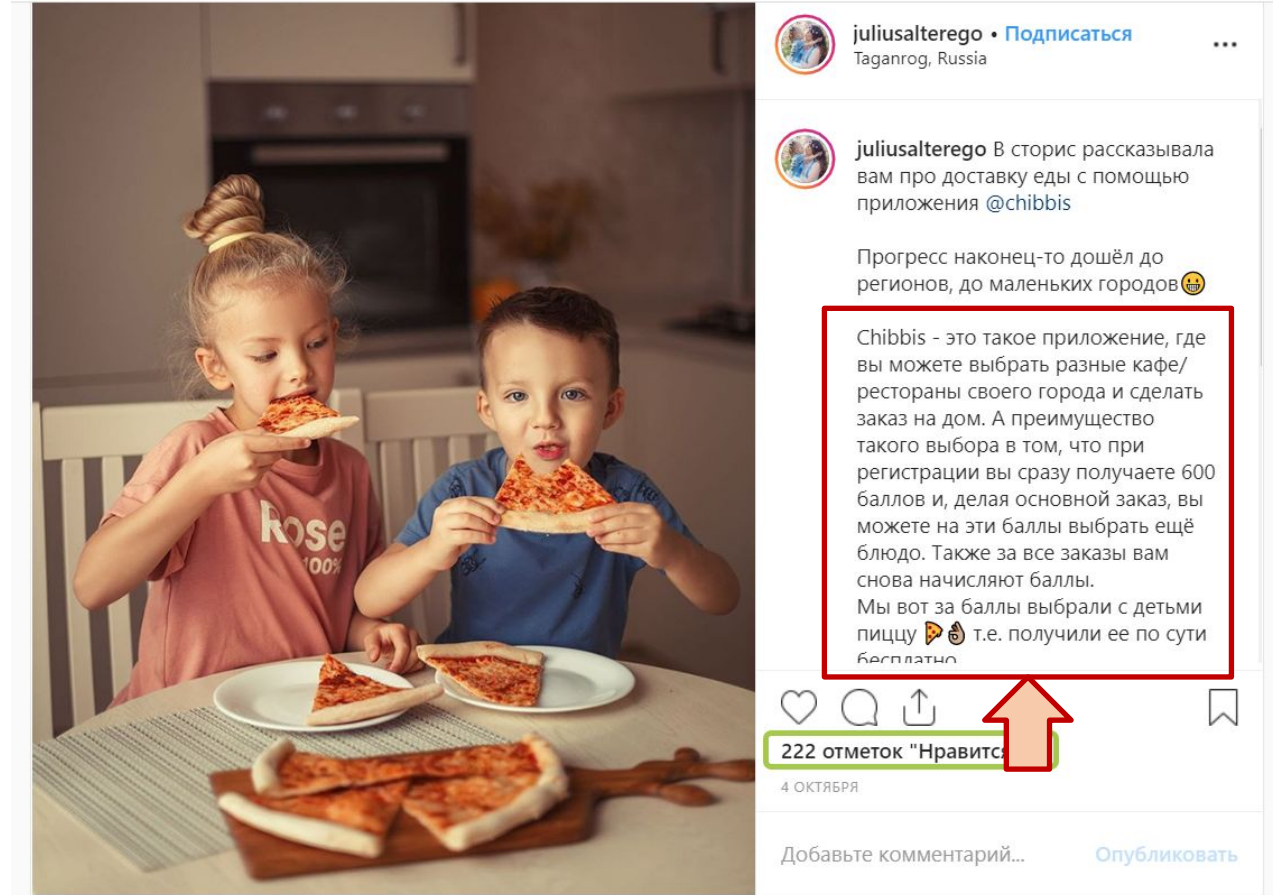 juliusalterego • Подписаться
Taganrog, Russia
juliusalterego В сторис рассказывала
вам про доставку еды с помощью
приложения @chibbis
Прогресс наконец-то дошёл до
регионов, до маленьких городов😀
Chibbis - это такое приложение, где
вы можете выбрать разные кафе/
рестораны своего города и сделать
заказ на дом. А преимущество
такого выбора в том, что при
регистрации вы сразу получаете 600
баллов и, делая основной заказ, вы
можете на эти баллы выбрать ещё
блюдо. Также за все заказы вам
снова начисляют баллы.
Мы вот за баллы выбрали с детьми
пиццу 🍕👌 т.е. получили ее по сути
бесплатно
222 отметок "Нравится
4 ОКТЯБРЯ
Добавьте комментарий... Опубликовать
Rose
100%